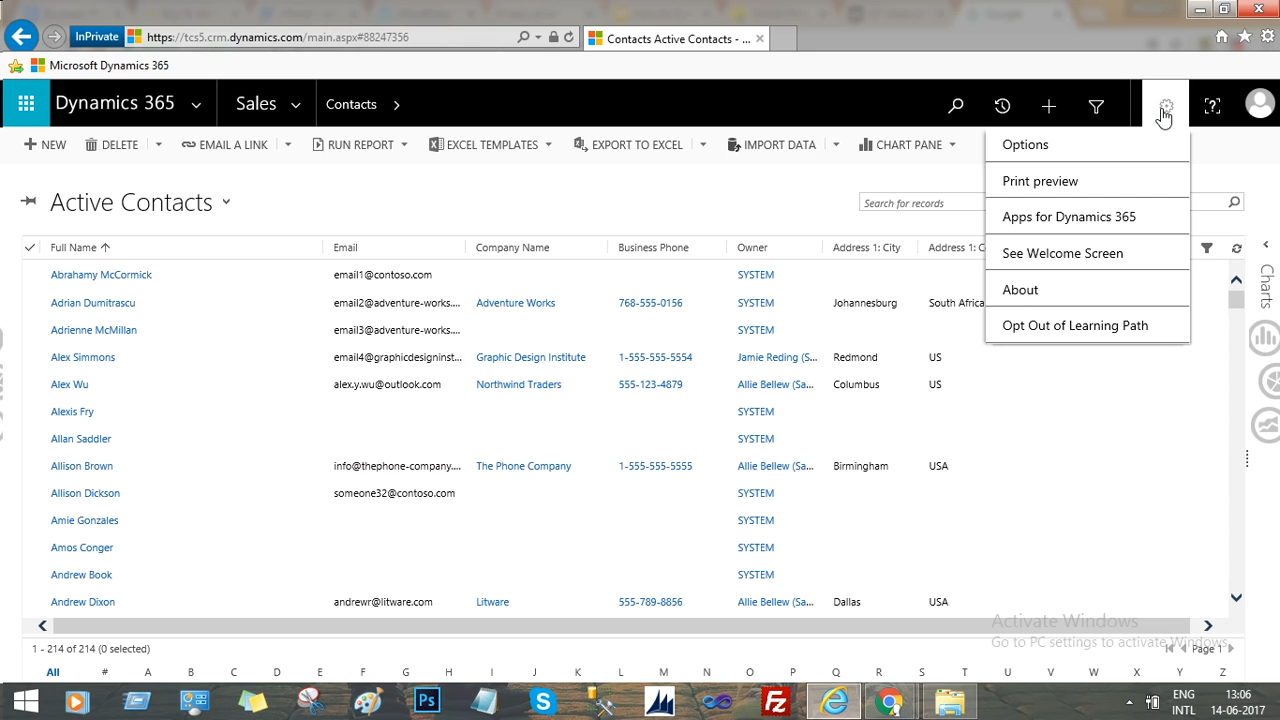 InPrivate
https://tcs5.crm.dynamics.com/main.aspx#88247356
Contacts Active Contacts - ...
Microsoft Dynamics 365
Dynamics 365
Sales
Contacts
NEW
DELETE
EMAIL A LINK
RUN REPORT
EXCEL TEMPLATES
EXPORT TO EXCEL
IMPORT DATA
CHART PANE
Options
Print preview
Apps for Dynamics 365
See Welcome Screen
About
Opt Out of Learning Path
Active Contacts
Search for records
Full Name Email Company Name Business Phone Owner Address 1: City Address 1: C
Abrahamy McCormick email1@contoso.com SYSTEM
Adrian Dumitrascu email2@adventure-works.... Adventure Works 768-555-0156 SYSTEM Johannesburg South Africa
Adrienne McMillan email3@adventure-works.... SYSTEM
Alex Simmons email4@graphicdesigninst... Graphic Design Institute 1-555-555-5554 Jamie Reding (S... Redmond US
Alex Wu alex.y.wu@outlook.com Northwind Traders 555-123-4879 Allie Bellew (Sa... Columbus US
Alexis Fry SYSTEM
Allan Saddler SYSTEM
Allison Brown info@thephone-company.... The Phone Company 1-555-555-5555 Allie Bellew (Sa... Birmingham USA
Allison Dickson someone32@contoso.com SYSTEM
Amie Gonzales SYSTEM
Amos Conger SYSTEM
Andrew Book SYSTEM
Andrew Dixon andrewr@litware.com Litware 555-789-8856 Allie Bellew (Sa... Dallas USA
Charts
Activate Windows
Go to PC settings to activate Windows.
1 - 214 of 214 (0 selected)
Page 1
All # A B C D E F G H I J K L M N O P Q R S T U V W X Y Z
Ps
ENG
INTL
13:06
14-06-2017